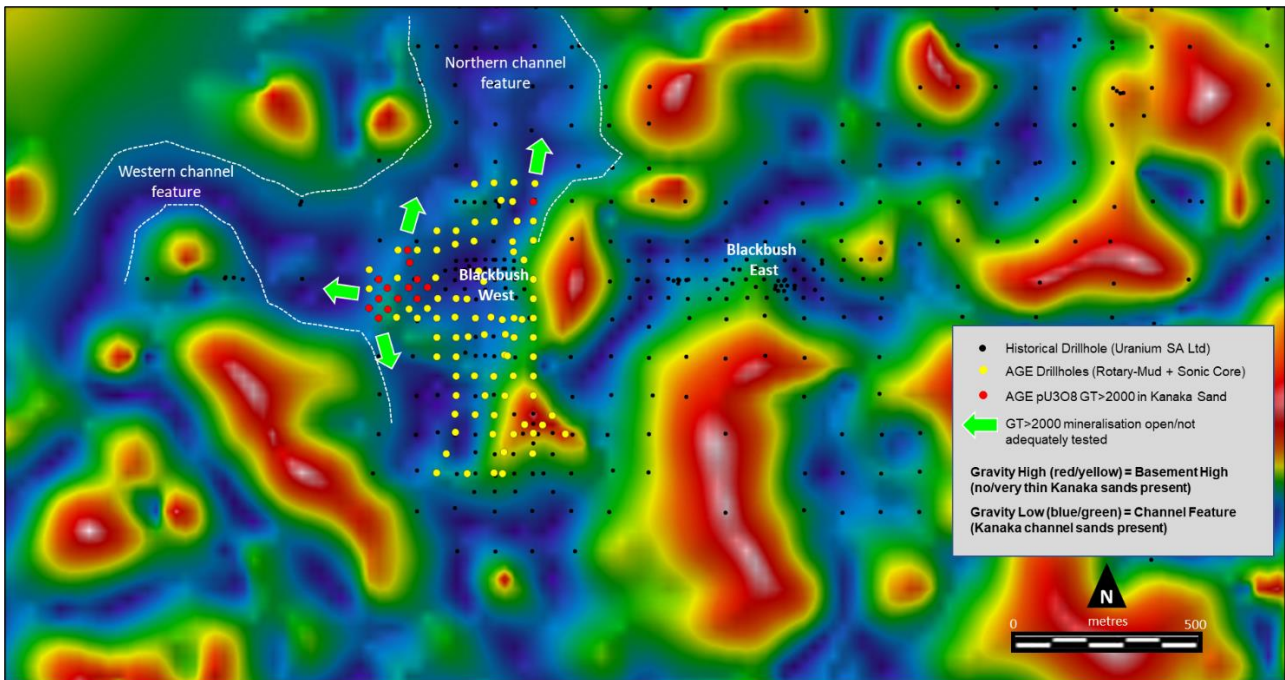 Northern channel
feature
Western channel
feature
Blackbush
West
Blackbush
East
Historical Drillhole (Uranium SA Ltd)
AGE Drillholes (Rotary-Mud + Sonic Core)
AGE pU3O8 GT>2000 in Kanaka Sand
GT>2000 mineralisation open/not
adequately tested
Gravity High (red/yellow) = Basement High
(no/very thin Kanaka sands present)
Gravity Low (blue/green) = Channel Feature
(Kanaka channel sands present)
N
0 metres 500